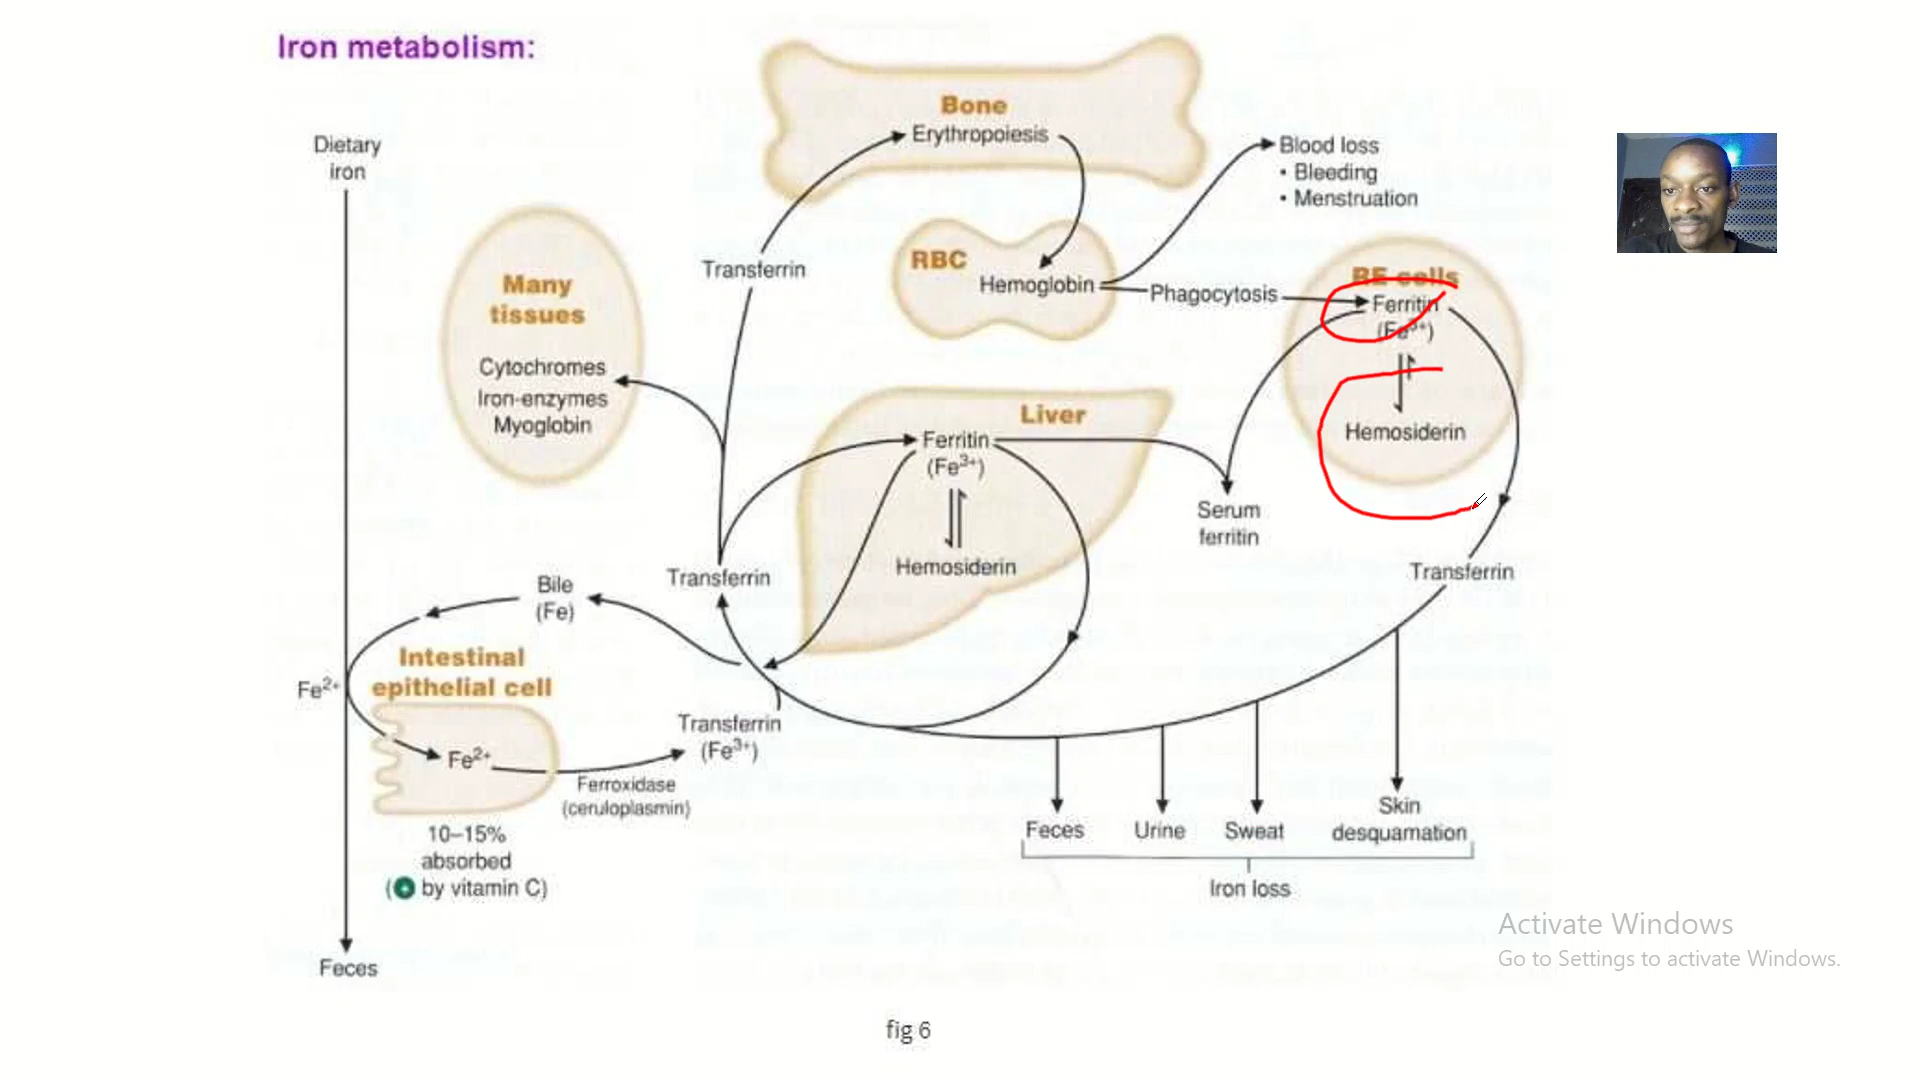 Iron metabolism:
Bone
Erythropoiesis
Dietary
iron
Blood loss
• Bleeding
• Menstruation
Many
tissues
Cytochromes
Iron-enzymes
Myoglobin
Transferrin
RBC
Hemoglobin
Phagocytosis
RE cells
Ferritin
(Fe3+)
Hemosiderin
Liver
Ferritin
(Fe3+)
Hemosiderin
Serum
ferritin
Transferrin
Transferrin
Bile
(Fe)
Intestinal
epithelial cell
Fe2+
Fe2+
Transferrin
(Fe3+)
Ferroxidase
(ceruloplasmin)
10–15%
absorbed
(+ by vitamin C)
Feces
Urine
Sweat
Skin
desquamation
Iron loss
Feces
fig 6
Activate Windows
Go to Settings to activate Windows.